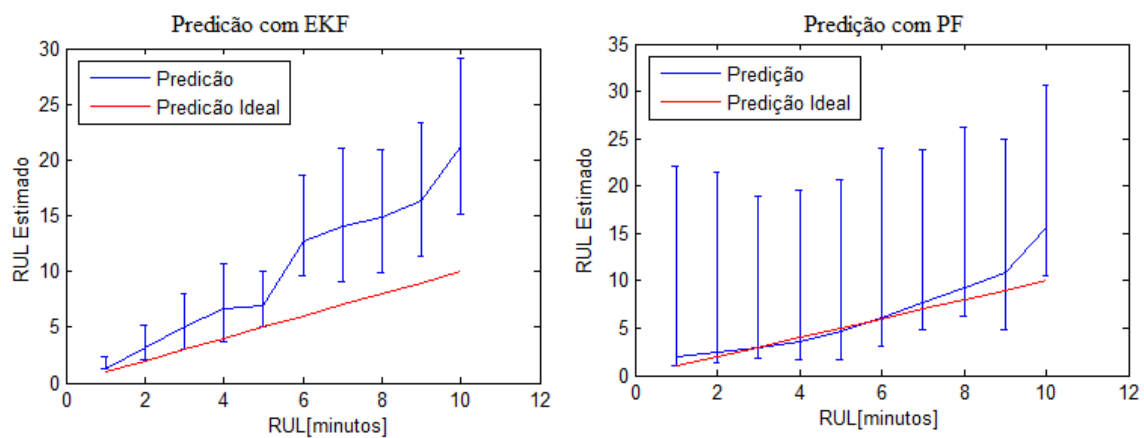 Predicão com EKF
30
25
20
15
10
5
0
RUL Estimado
Predicão
Predicão Ideal
0 2 4 6 8 10 12
RUL[minutos]
Predição com PF
35
30
25
20
15
10
5
0
RUL Estimado
Predição
Predição Ideal
0 2 4 6 8 10 12
RUL[minutos]